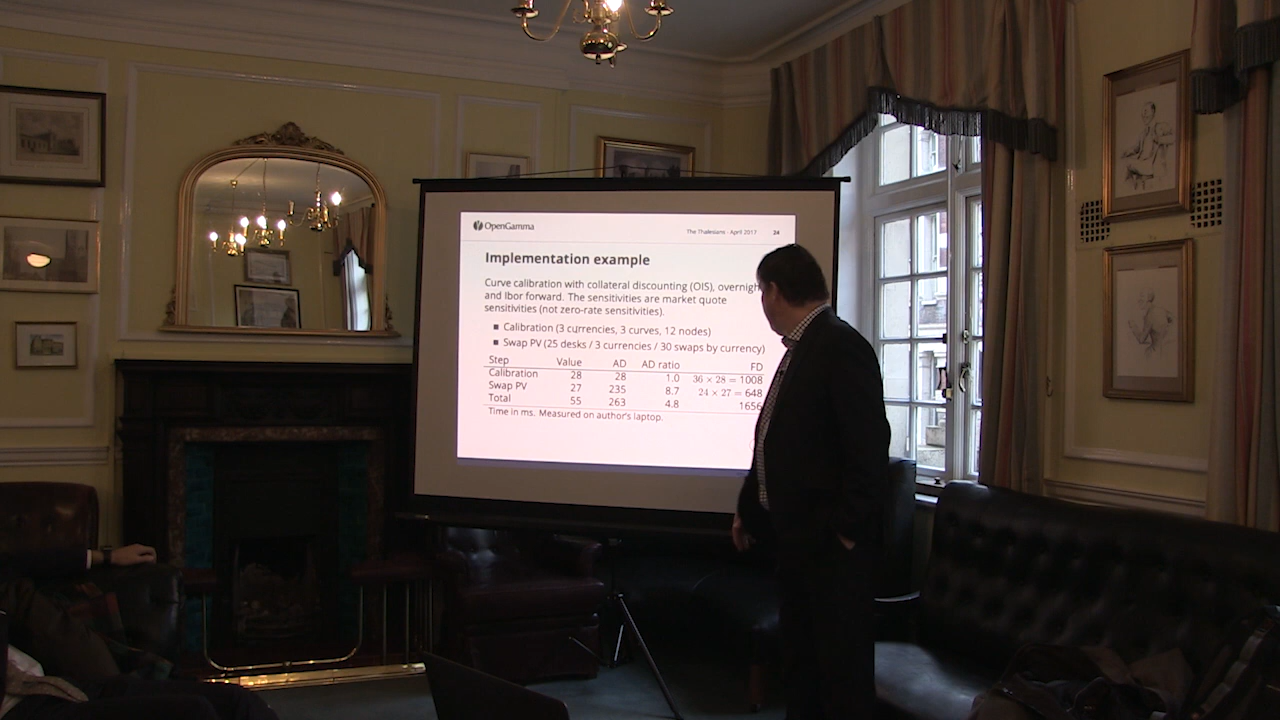 OpenGamma
The Thalesians - April 2017 24
Implementation example
Curve calibration with collateral discounting (OIS),
and Ibor forward. The sensitivities are market quote
sensitivities (not zero-rate sensitivities).
■ Calibration (3 currencies, 3 curves, 12 nodes)
■ Swap PV (25 desks / 3 currencies / 30 swaps by currency)
Step Value AD AD ratio FD
Calibration 28 28 1.0 36 × 28 = 1008
Swap PV 27 235 8.7 24 × 27 = 648
Total 55 263 4.8 1656
Time in ms. Measured on author's laptop.